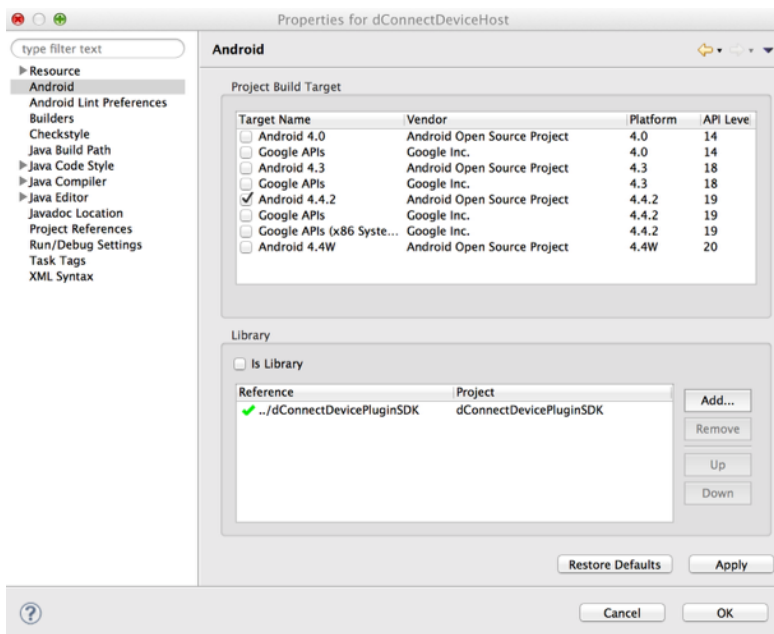 Properties for dConnectDeviceHost
type filter text
Resource
Android
Android Lint Preferences
Builders
Checkstyle
Java Build Path
Java Code Style
Java Compiler
Java Editor
Javadoc Location
Project References
Run/Debug Settings
Task Tags
XML Syntax
Android
Project Build Target
Target Name Vendor Platform API Leve
Android 4.0 Android Open Source Project 4.0 14
Google APIs Google Inc. 4.0 14
Android 4.3 Android Open Source Project 4.3 18
Google APIs Google Inc. 4.3 18
Android 4.4.2 Android Open Source Project 4.4.2 19
Google APIs Google Inc. 4.4.2 19
Google APIs (x86 Syste... Google Inc. 4.4.2 19
Android 4.4W Android Open Source Project 4.4W 20
Library
Is Library
Reference Project
../dConnectDevicePluginSDK dConnectDevicePluginSDK
Add...
Remove
Up
Down
Restore Defaults Apply
Cancel OK